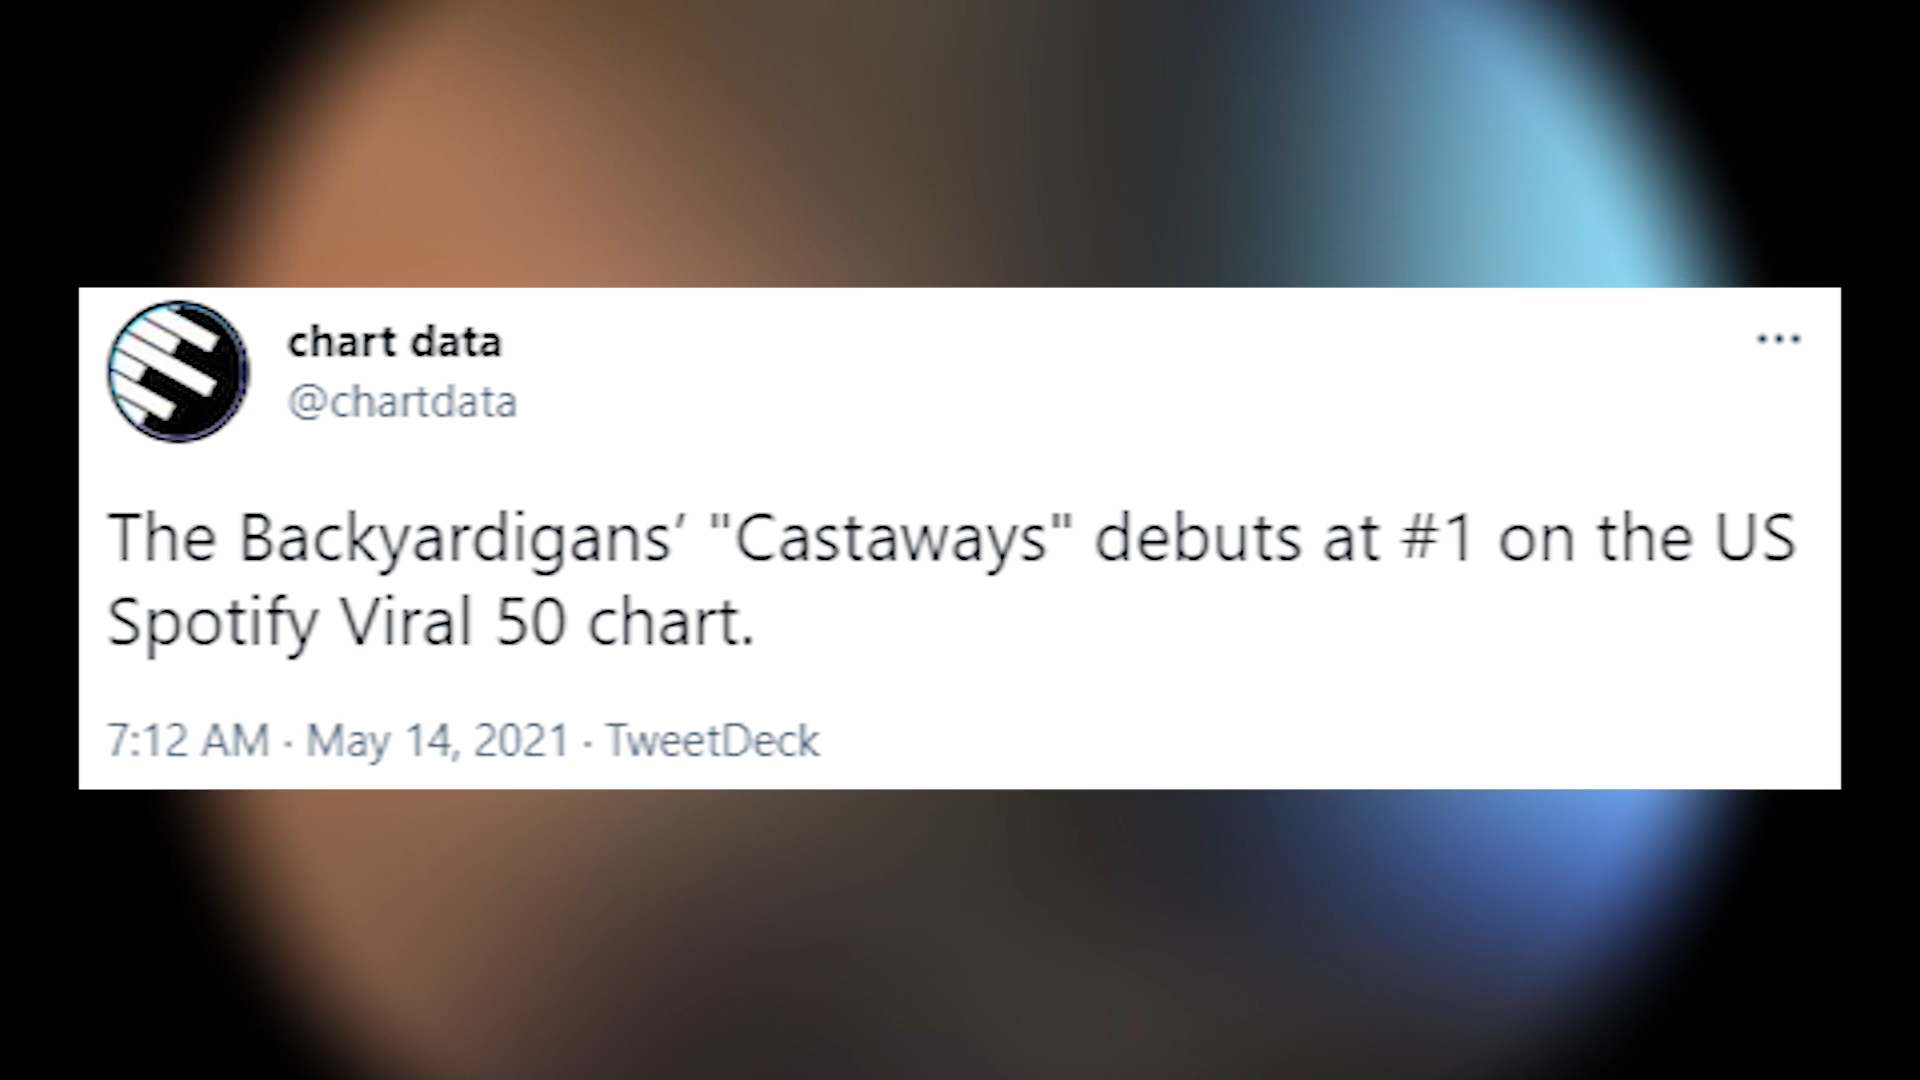 chart data
@chartdata
The Backyardigans’ "Castaways" debuts at #1 on the US
Spotify Viral 50 chart.
7:12 AM · May 14, 2021 · TweetDeck